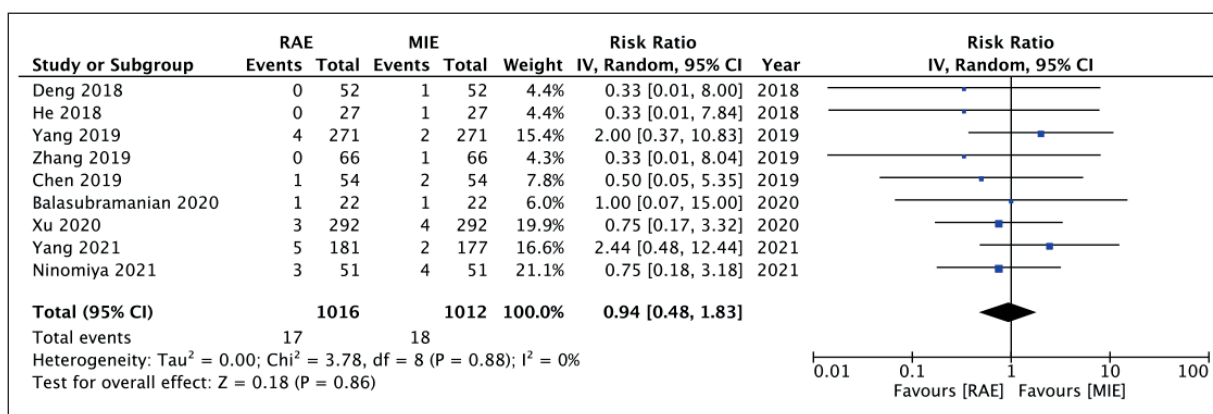 RAE MIE Risk Ratio Risk Ratio
Study or Subgroup Events Total Events Total Weight IV, Random, 95% CI Year IV, Random, 95% CI
Deng 2018 0 52 1 52 4.4% 0.33 [0.01, 8.00] 2018
He 2018 0 27 1 27 4.4% 0.33 [0.01, 7.84] 2018
Yang 2019 4 271 2 271 15.4% 2.00 [0.37, 10.83] 2019
Zhang 2019 0 66 1 66 4.3% 0.33 [0.01, 8.04] 2019
Chen 2019 1 54 2 54 7.8% 0.50 [0.05, 5.35] 2019
Balasubramanian 2020 1 22 1 22 6.0% 1.00 [0.07, 15.00] 2020
Xu 2020 3 292 4 292 19.9% 0.75 [0.17, 3.32] 2020
Yang 2021 5 181 2 177 16.6% 2.44 [0.48, 12.44] 2021
Ninomiya 2021 3 51 4 51 21.1% 0.75 [0.18, 3.18] 2021
Total (95% CI) 1016 1012 100.0% 0.94 [0.48, 1.83]
Total events 17 18
Heterogeneity: Tau² = 0.00; Chi² = 3.78, df = 8 (P = 0.88); I² = 0%
Test for overall effect: Z = 0.18 (P = 0.86)
0.01 0.1 1 10 100
Favours [RAE] Favours [MIE]